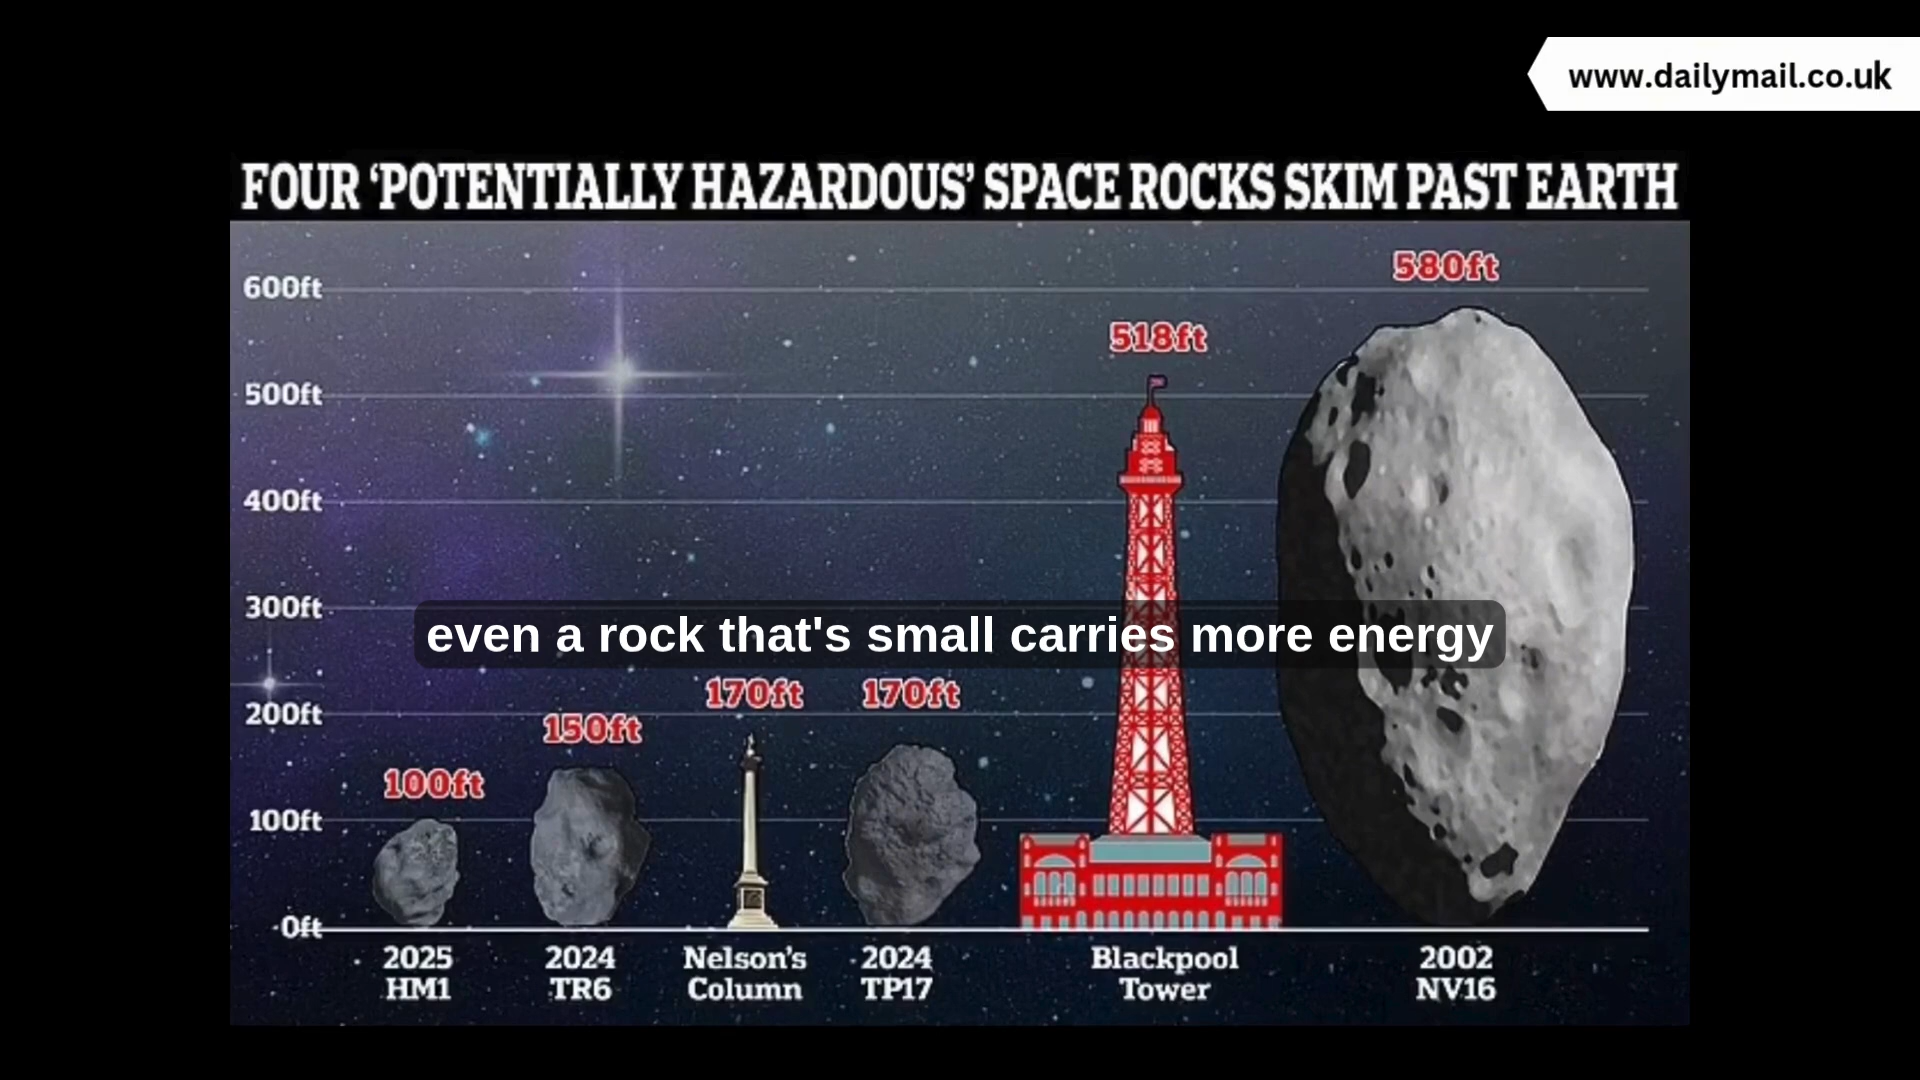 www.dailymail.co.uk
FOUR ‘POTENTIALLY HAZARDOUS’ SPACE ROCKS SKIM PAST EARTH
580ft
600ft
518ft
500ft
400ft
300ft
even a rock that's small carries more energy
170ft 170ft
200ft
150ft
100ft
100ft
0ft
2025 2024 Nelson’s 2024 Blackpool 2002
HM1 TR6 Column TP17 Tower NV16